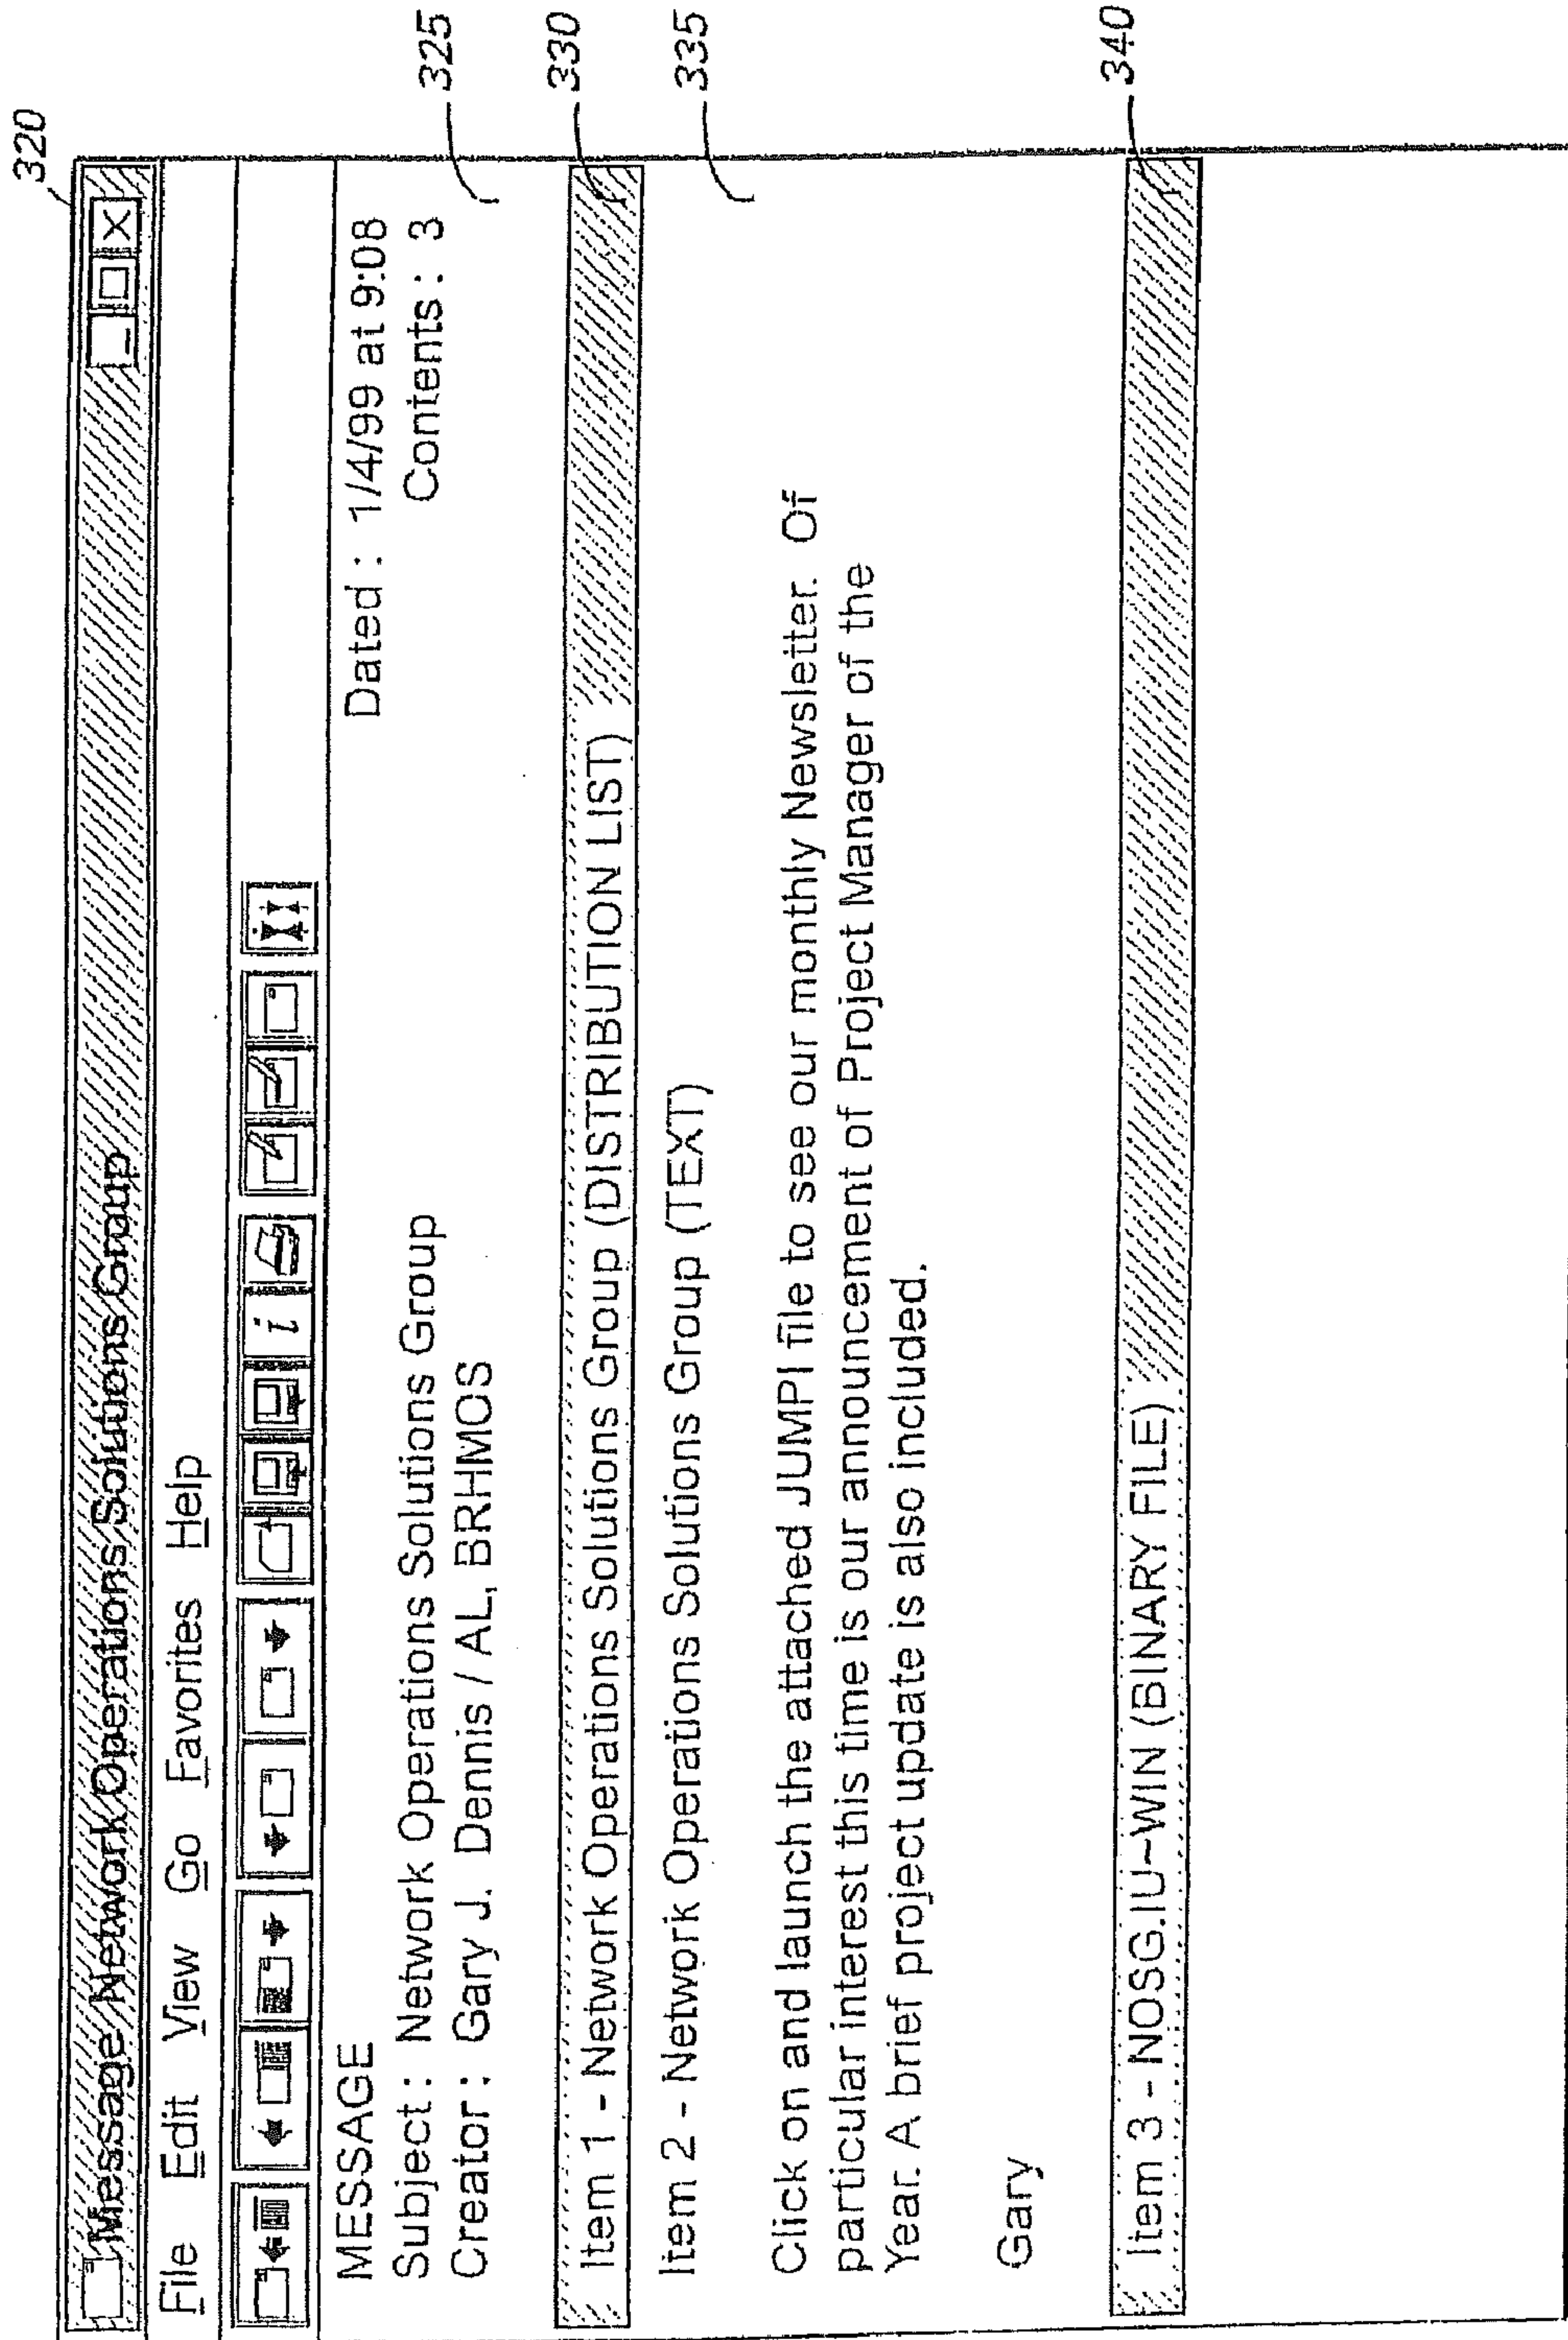 320
Message Network Operations Solutions Group
File Edit View Go Favorites Help
i
MESSAGE
Subject : Network Operations Solutions Group
Dated : 1/4/99 at 9:08
Creator : Gary J. Dennis / AL, BRHMOS
Contents : 3
325
Item 1 - Network Operations Solutions Group (DISTRIBUTION LIST)
330
Item 2 - Network Operations Solutions Group (TEXT)
335
Click on and launch the attached JUMPI file to see our monthly Newsletter. Of
particular interest this time is our announcement of Project Manager of the
Year. A brief project update is also included.
Gary
Item 3 - NOSG.IU~WIN (BINARY FILE)
340